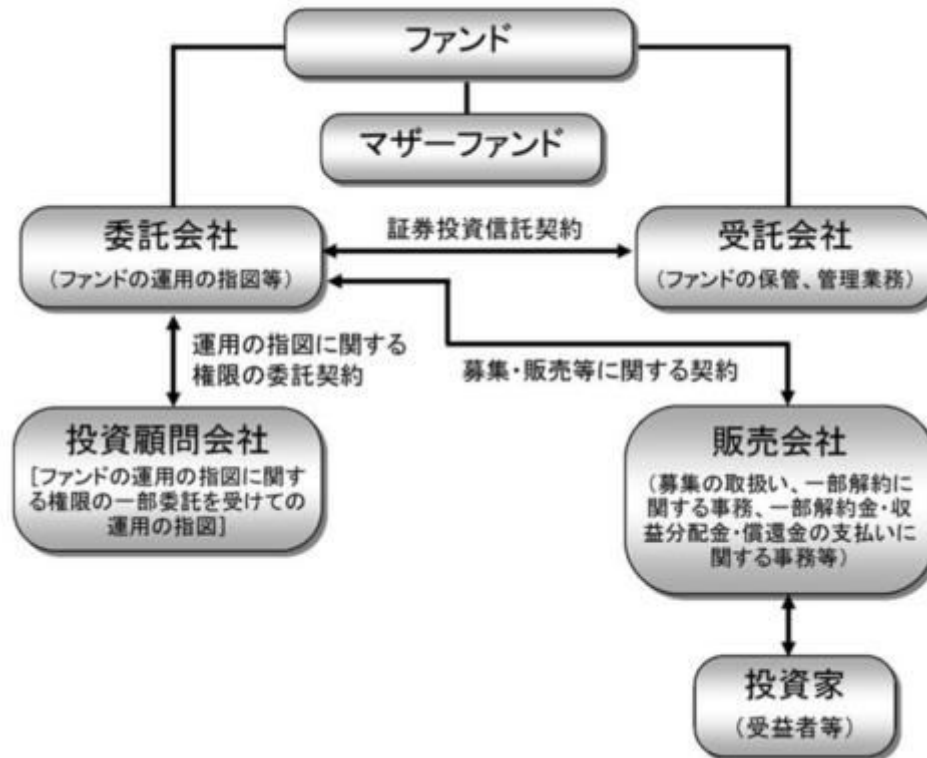 ファンド
マザーファンド
委託会社
(ファンドの運用の指図等)
証券投資信託契約
受託会社
(ファンドの保管、管理業務)
運用の指図に関する
権限の委託契約
募集・販売等に関する契約
投資顧問会社
[ファンドの運用の指図に関す
る権限の一部委託を受けての
運用の指図]
販売会社
(募集の取扱い、一部解約に
関する事務、一部解約金・収
益分配金・償還金の支払いに
関する事務等)
投資家
(受益者等)